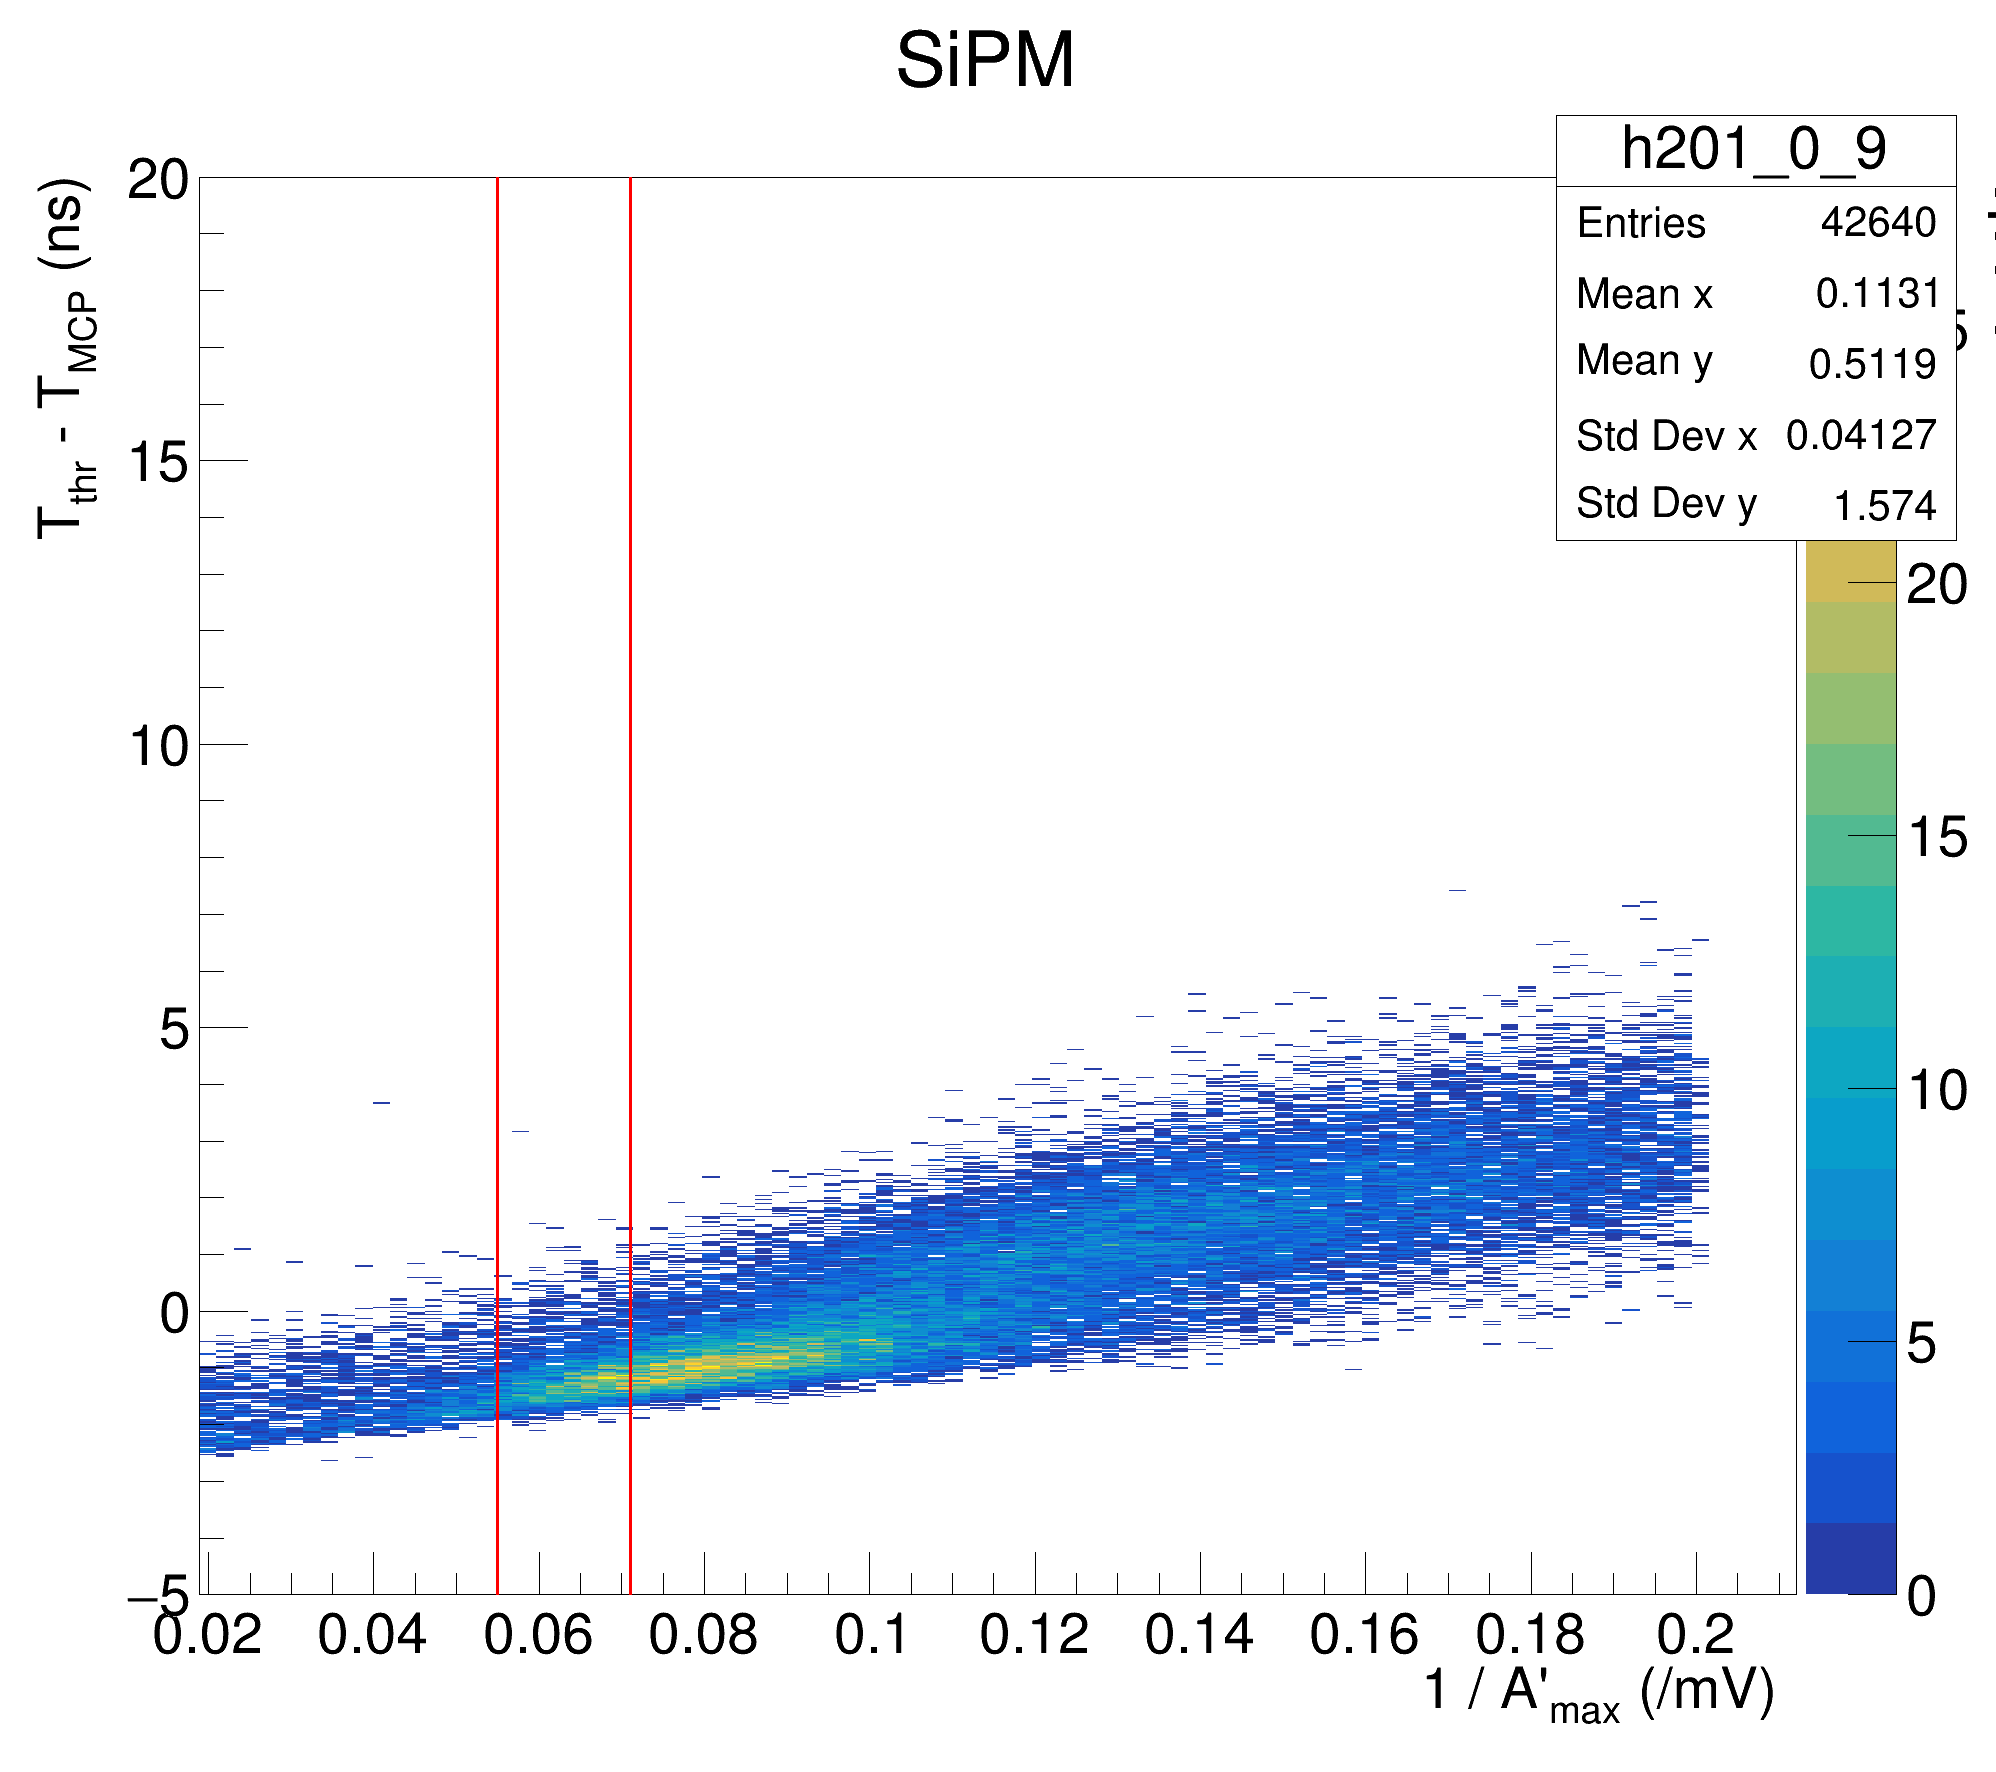 SiPM
h201_0_9
Entries 42640
Mean x 0.1131
Mean y 0.5119
Std Dev x 0.04127
Std Dev y 1.574
T_thr - T_MCP (ns)
20
15
10
5
0
−5
0.02 0.04 0.06 0.08 0.1 0.12 0.14 0.16 0.18 0.2
1 / A'_max (/mV)
20
15
10
5
0